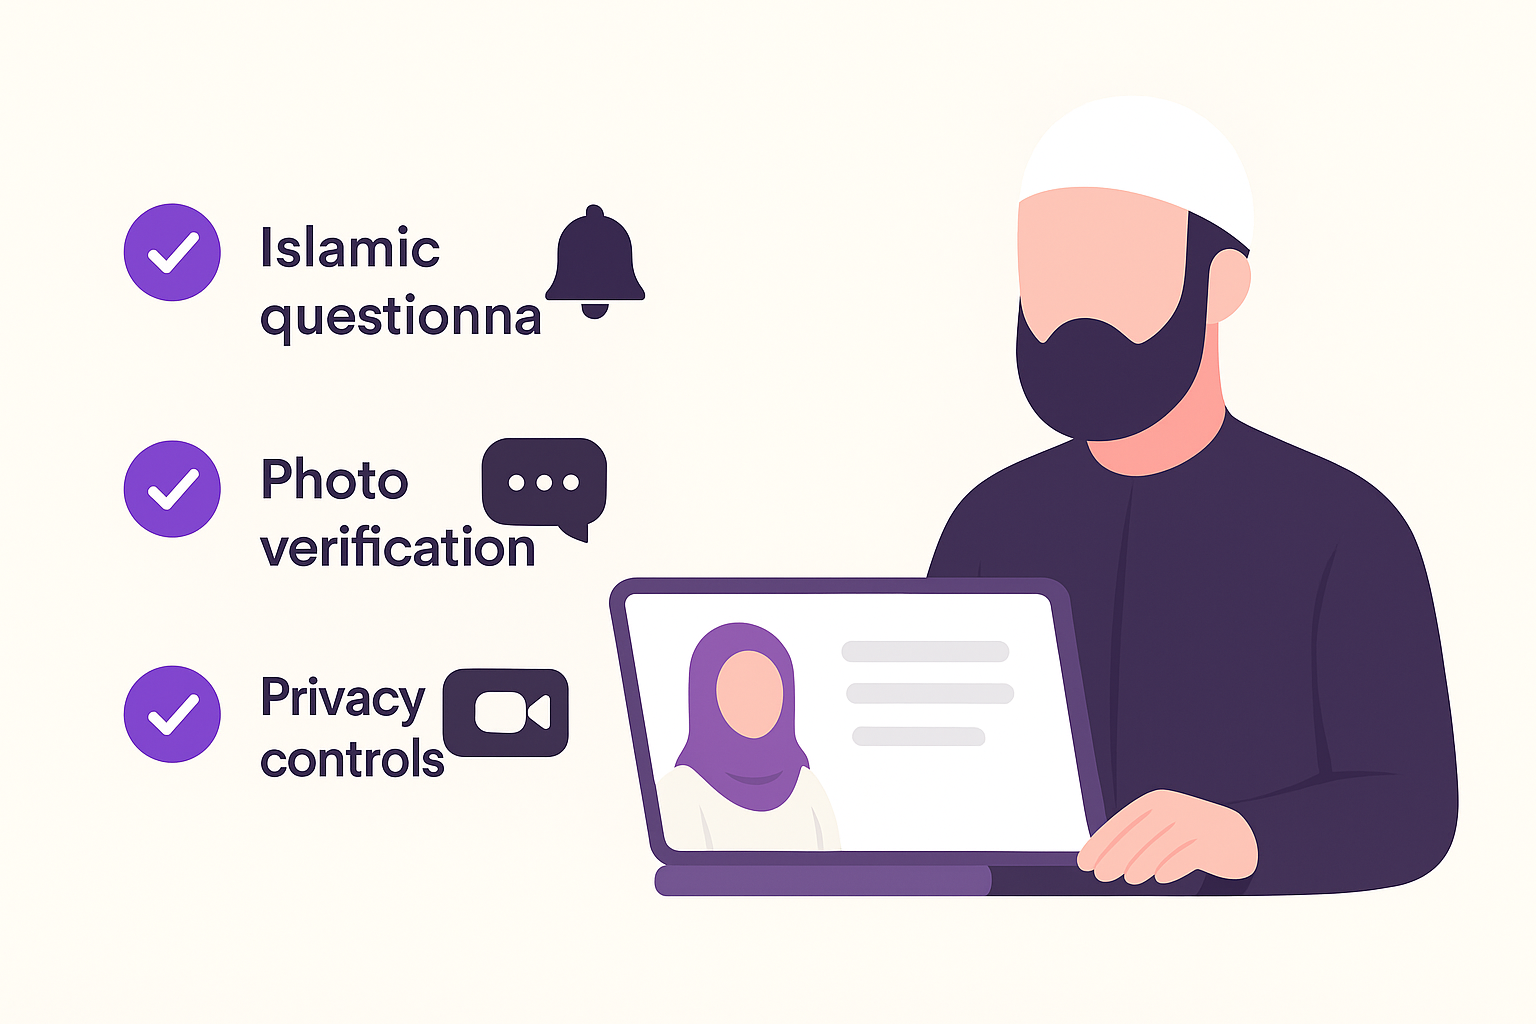 Islamic
questionna
Photo
verification
Privacy
controls